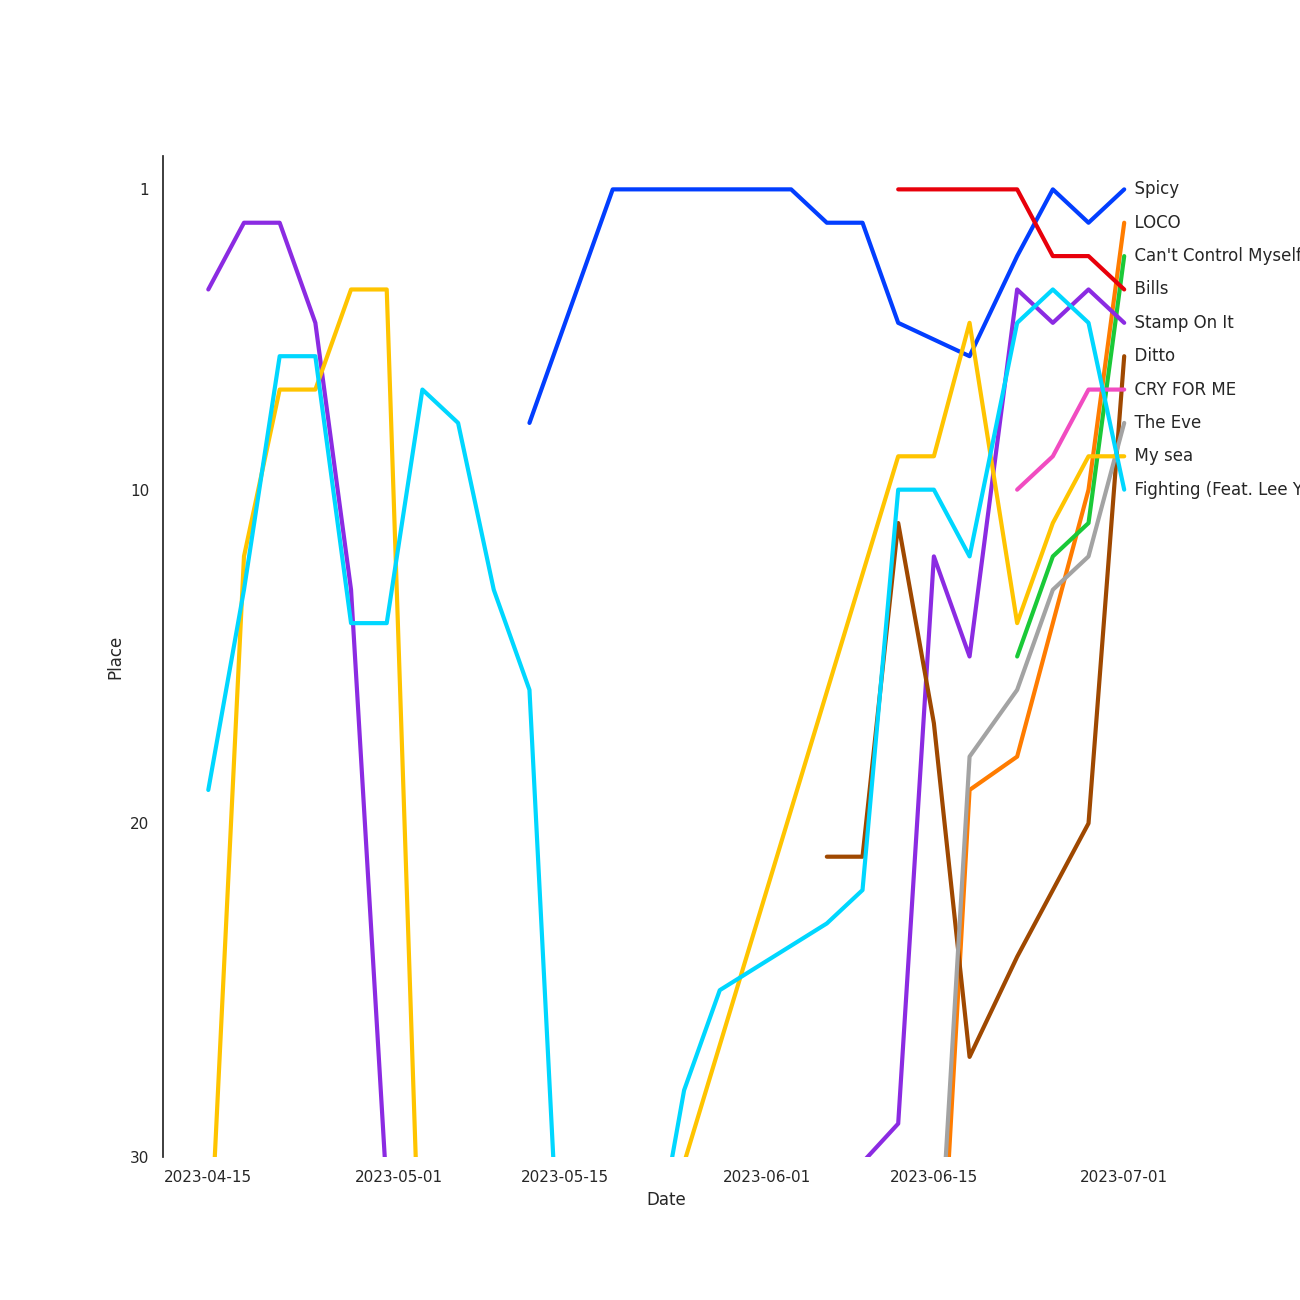 1
10
20
30
Place
2023-04-15
2023-05-01
2023-05-15
2023-06-01
2023-06-15
2023-07-01
Date
Spicy
LOCO
Can't Control Myself
Bills
Stamp On It
Ditto
CRY FOR ME
The Eve
My sea
Fighting (Feat. Lee Y